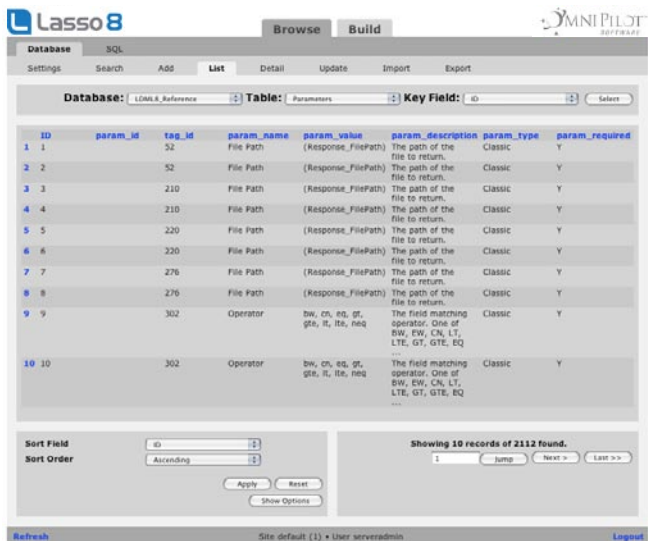 Lasso 8
Browse Build
OMNIPILOT
SOFTWARE
Database SQL
Settings Search Add List Detail Update Import Export
Database: LDML8_Reference Table: Parameters Key Field: ID Select
ID param_id tag_id param_name param_value param_description param_type param_required
1 1 52 File Path (Response_FilePath) The path of the file to return. Classic Y
2 2 52 File Path (Response_FilePath) The path of the file to return. Classic Y
3 3 210 File Path (Response_FilePath) The path of the file to return. Classic Y
4 4 210 File Path (Response_FilePath) The path of the file to return. Classic Y
5 5 220 File Path (Response_FilePath) The path of the file to return. Classic Y
6 6 220 File Path (Response_FilePath) The path of the file to return. Classic Y
7 7 276 File Path (Response_FilePath) The path of the file to return. Classic Y
8 8 276 File Path (Response_FilePath) The path of the file to return. Classic Y
9 9 302 Operator bw, cn, eq, gt, gte, lt, lte, neq The field matching operator. One of BW, EW, CN, LT, LTE, GT, GTE, EQ ... Classic Y
10 10 302 Operator bw, cn, eq, gt, gte, lt, lte, neq The field matching operator. One of BW, EW, CN, LT, LTE, GT, GTE, EQ ... Classic Y
Sort Field ID
Sort Order Ascending
Apply Reset
Show Options
Showing 10 records of 2112 found.
1 Jump Next > Last >>
Refresh Site default (1) • User serveradmin Logout